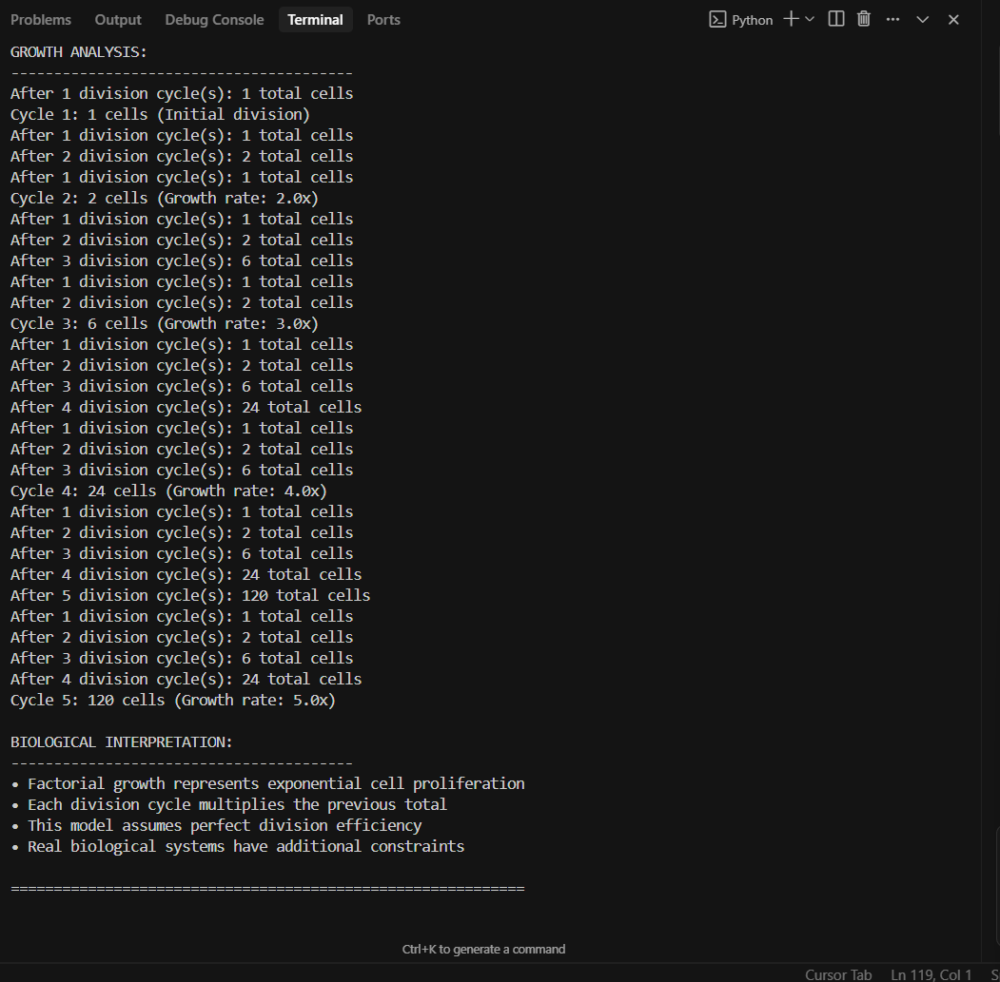 Problems Output Debug Console Terminal Ports Python
GROWTH ANALYSIS:
----------------------------------------
After 1 division cycle(s): 1 total cells
Cycle 1: 1 cells (Initial division)
After 1 division cycle(s): 1 total cells
After 2 division cycle(s): 2 total cells
After 1 division cycle(s): 1 total cells
Cycle 2: 2 cells (Growth rate: 2.0x)
After 1 division cycle(s): 1 total cells
After 2 division cycle(s): 2 total cells
After 3 division cycle(s): 6 total cells
After 1 division cycle(s): 1 total cells
After 2 division cycle(s): 2 total cells
Cycle 3: 6 cells (Growth rate: 3.0x)
After 1 division cycle(s): 1 total cells
After 2 division cycle(s): 2 total cells
After 3 division cycle(s): 6 total cells
After 4 division cycle(s): 24 total cells
After 1 division cycle(s): 1 total cells
After 2 division cycle(s): 2 total cells
After 3 division cycle(s): 6 total cells
Cycle 4: 24 cells (Growth rate: 4.0x)
After 1 division cycle(s): 1 total cells
After 2 division cycle(s): 2 total cells
After 3 division cycle(s): 6 total cells
After 4 division cycle(s): 24 total cells
After 5 division cycle(s): 120 total cells
After 1 division cycle(s): 1 total cells
After 2 division cycle(s): 2 total cells
After 3 division cycle(s): 6 total cells
After 4 division cycle(s): 24 total cells
Cycle 5: 120 cells (Growth rate: 5.0x)
BIOLOGICAL INTERPRETATION:
----------------------------------------
• Factorial growth represents exponential cell proliferation
• Each division cycle multiplies the previous total
• This model assumes perfect division efficiency
• Real biological systems have additional constraints
============================================================
Ctrl+K to generate a command
Cursor Tab Ln 119, Col 1 S